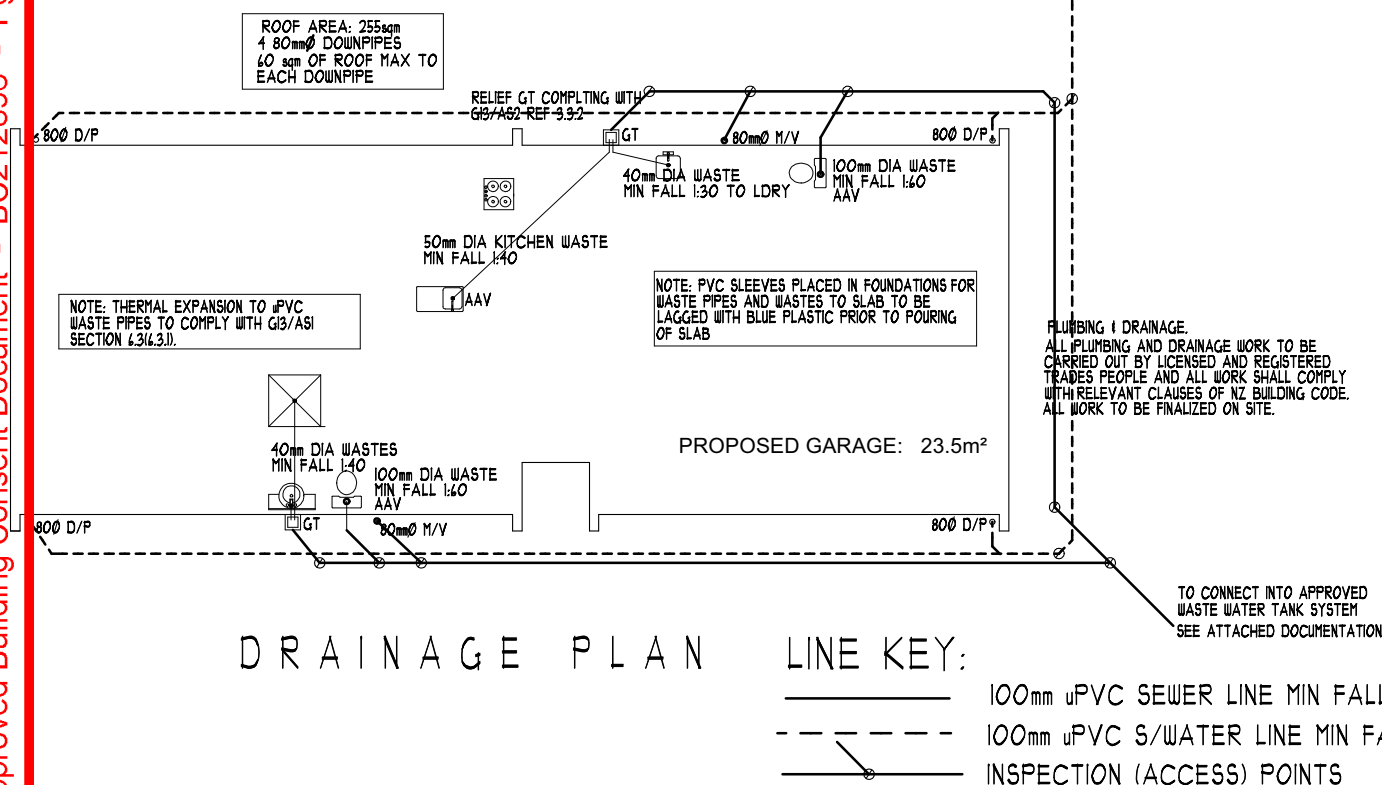 ROOF AREA: 255sqm
4 80mmØ DOWNPIPES
60 sqm OF ROOF MAX TO
EACH DOWNPIPE
RELIEF GT COMPLTING WITH
G13/AS2 REF 3.3.2
80Ø D/P
GT
80mmØ M/V
80Ø D/P
40mm DIA WASTE
MIN FALL 1:30 TO LDRY
100mm DIA WASTE
MIN FALL 1:60
AAV
50mm DIA KITCHEN WASTE
MIN FALL 1:40
AAV
NOTE: THERMAL EXPANSION TO uPVC
WASTE PIPES TO COMPLY WITH G13/AS1
SECTION 6.3(6.3.1).
NOTE: PVC SLEEVES PLACED IN FOUNDATIONS FOR
WASTE PIPES AND WASTES TO SLAB TO BE
LAGGED WITH BLUE PLASTIC PRIOR TO POURING
OF SLAB
PLUMBING & DRAINAGE.
ALL PLUMBING AND DRAINAGE WORK TO BE
CARRIED OUT BY LICENSED AND REGISTERED
TRADES PEOPLE AND ALL WORK SHALL COMPLY
WITH RELEVANT CLAUSES OF NZ BUILDING CODE.
ALL WORK TO BE FINALIZED ON SITE.
PROPOSED GARAGE: 23.5m²
40mm DIA WASTES
MIN FALL 1:40
100mm DIA WASTE
MIN FALL 1:60
AAV
80Ø D/P
GT
80mmØ M/V
80Ø D/P
TO CONNECT INTO APPROVED
WASTE WATER TANK SYSTEM
SEE ATTACHED DOCUMENTATION
DRAINAGE PLAN
LINE KEY:
100mm uPVC SEWER LINE MIN FALL
100mm uPVC S/WATER LINE MIN FA
INSPECTION (ACCESS) POINTS
proved Building Consent Document